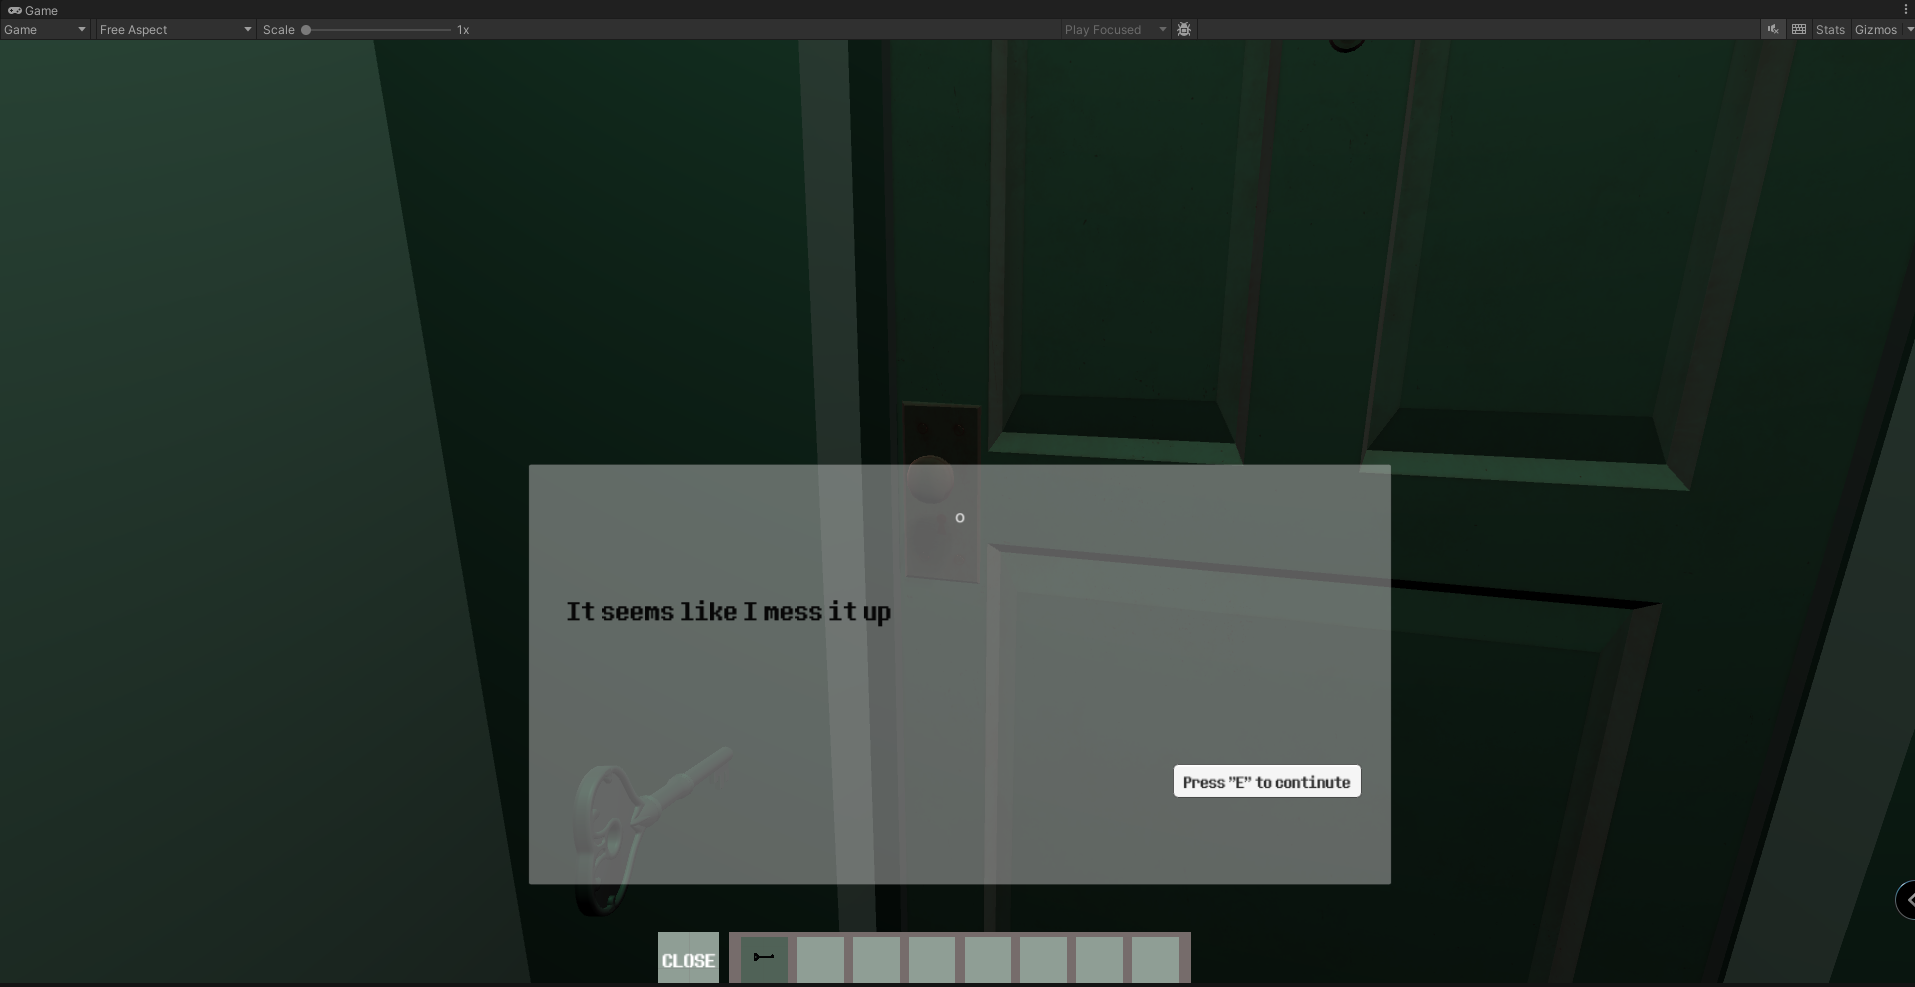 Game
Game Free Aspect Scale 1x Play Focused Stats Gizmos
It seems like I mess it up
Press "E" to continute
CLOSE